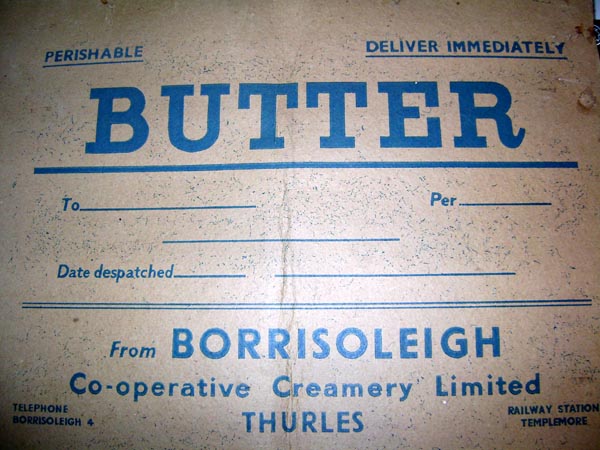 PERISHABLE DELIVER IMMEDIATELY
BUTTER
To Per
Date despatched
From BORRISOLEIGH
Co-operative Creamery Limited
THURLES
TELEPHONE
BORRISOLEIGH 4
RAILWAY STATION
TEMPLEMORE